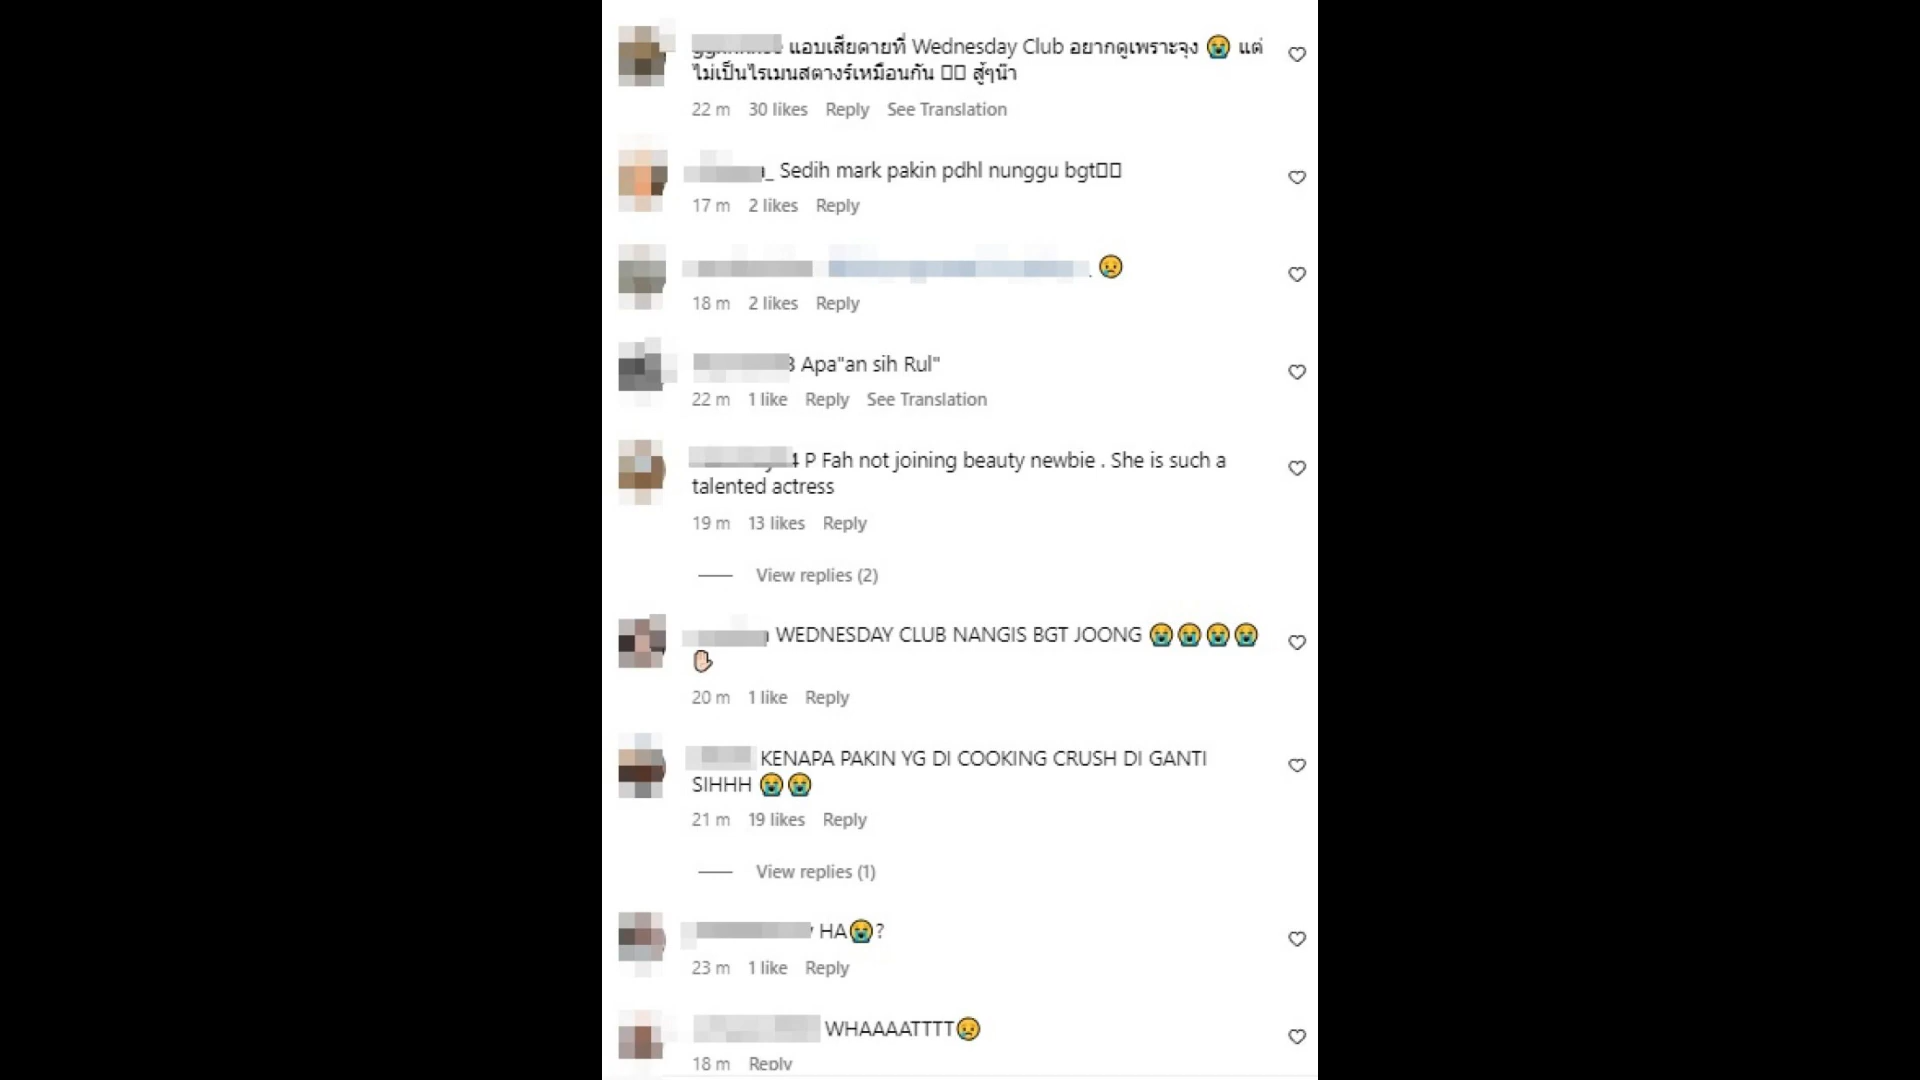 แอบเสียดายที่ Wednesday Club อยากดูเพราะจุง 😭 แต่
ไม่เป็นไรเมนสตางร์เหมือนกัน สู้ๆน๊า
22 m 30 likes Reply See Translation
Sedih mark pakin pdhl nunggu bgt
17 m 2 likes Reply
😢
18 m 2 likes Reply
Apa"an sih Rul"
22 m 1 like Reply See Translation
P Fah not joining beauty newbie . She is such a
talented actress
19 m 13 likes Reply
View replies (2)
WEDNESDAY CLUB NANGIS BGT JOONG 😭😭😭😭
✋🏻
20 m 1 like Reply
KENAPA PAKIN YG DI COOKING CRUSH DI GANTI
SIHHH 😭😭
21 m 19 likes Reply
View replies (1)
HA😭?
23 m 1 like Reply
WHAAAATTTT😢
18 m Reply